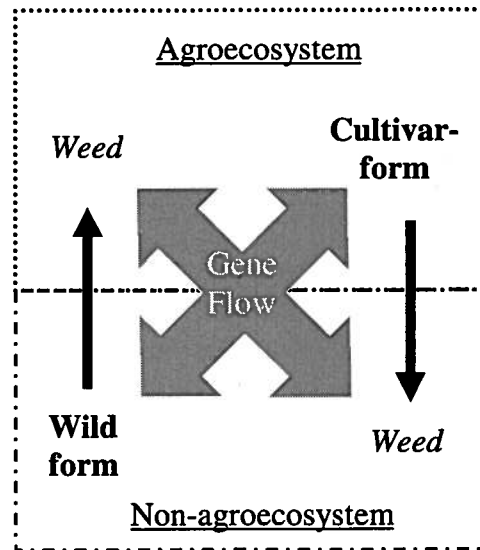 Agroecosystem
Weed
Cultivar-
form
Gene
Flow
Wild
form
Weed
Non-agroecosystem